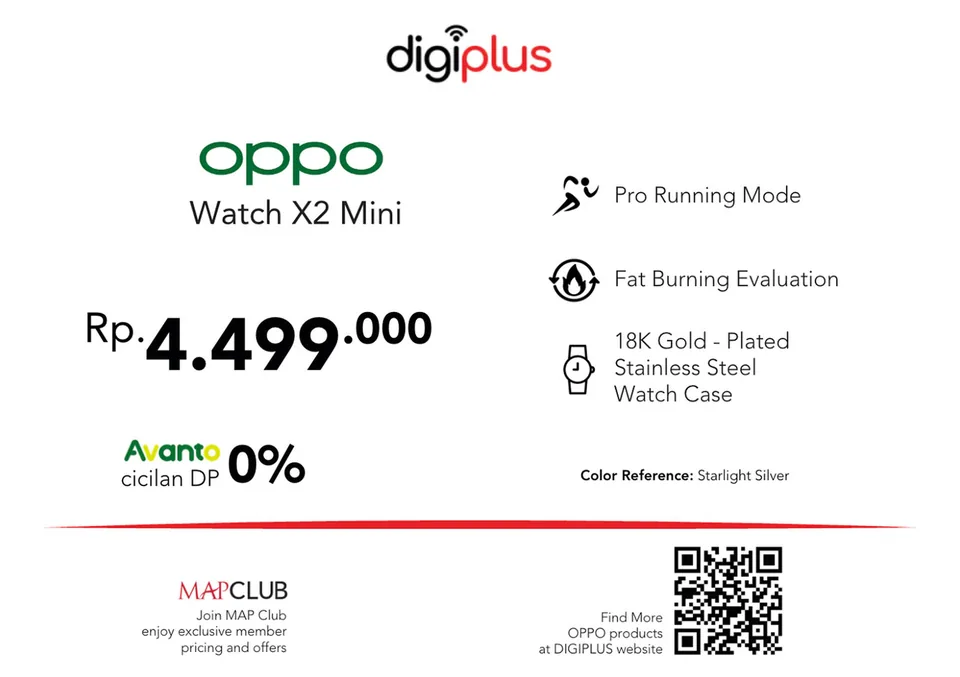 digiplus
oppo
Watch X2 Mini
Rp.4.499.000
Avanto
cicilan DP 0%
Pro Running Mode
Fat Burning Evaluation
18K Gold - Plated
Stainless Steel
Watch Case
Color Reference: Starlight Silver
MAPCLUB
Join MAP Club
enjoy exclusive member
pricing and offers
Find More
OPPO products
at DIGIPLUS website